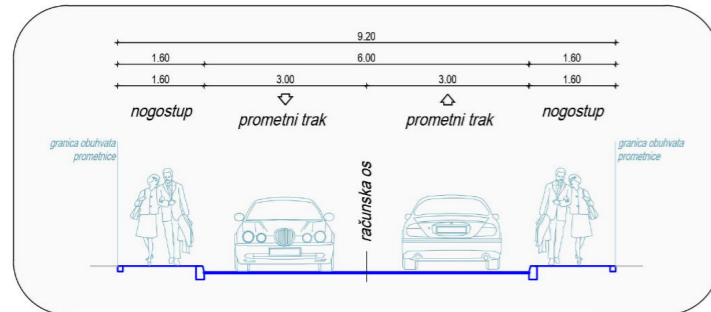 9.20
1.60 6.00 1.60
1.60 3.00 3.00 1.60
nogostup prometni trak prometni trak nogostup
granica obuhvata
prometnice
granica obuhvata
prometnice
računska os